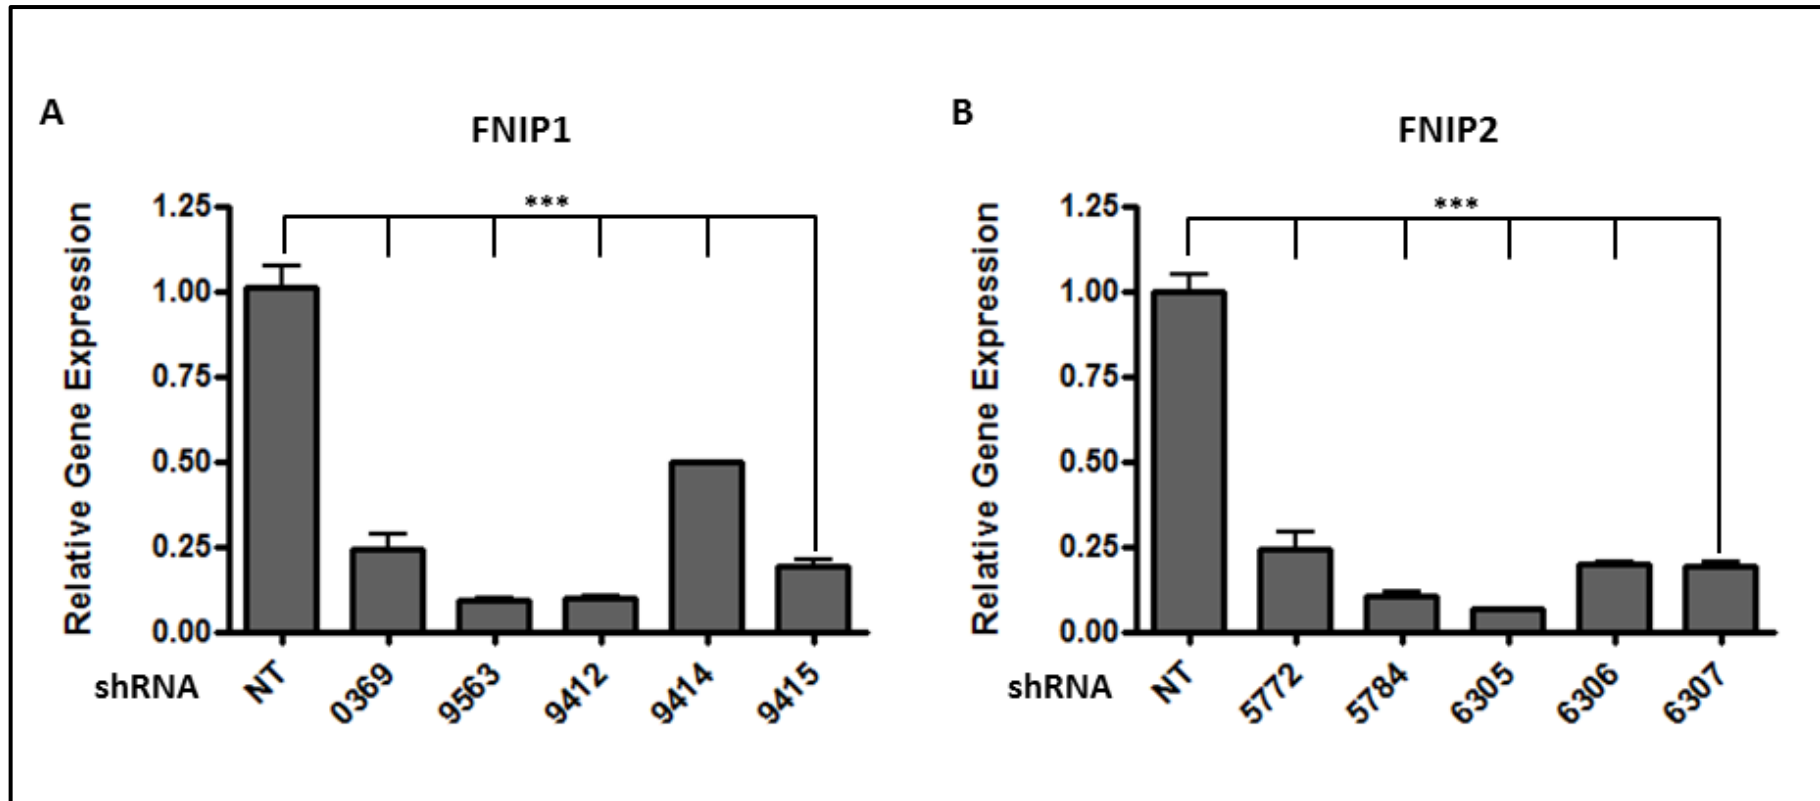 A
FNIP1
***
Relative Gene Expression
1.25
1.00
0.75
0.50
0.25
0.00
shRNA
NT
0369
9563
9412
9414
9415
B
FNIP2
***
Relative Gene Expression
1.25
1.00
0.75
0.50
0.25
0.00
shRNA
NT
5772
5784
6305
6306
6307